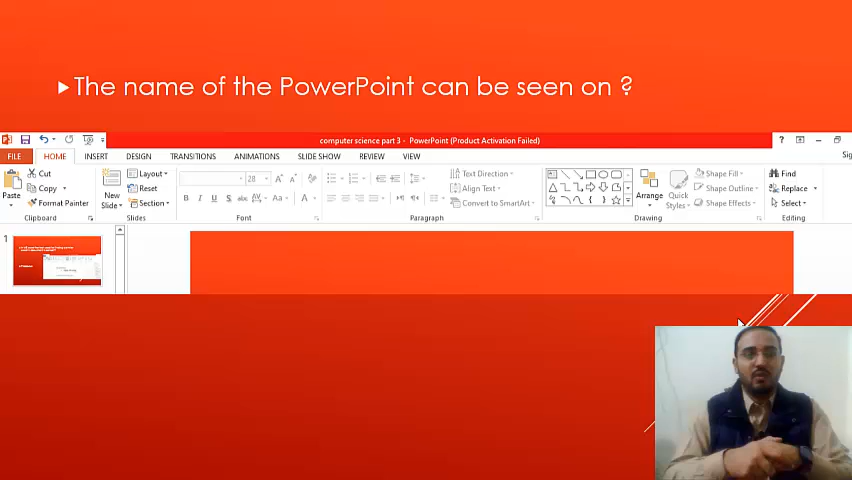 The name of the PowerPoint can be seen on ?
computer science part 3 - PowerPoint (Product Activation Failed)
FILE HOME INSERT DESIGN TRANSITIONS ANIMATIONS SLIDE SHOW REVIEW VIEW
Paste
Cut
Copy
Format Painter
Clipboard
New Slide
Layout
Reset
Section
Slides
28
Font
Text Direction
Align Text
Convert to SmartArt
Paragraph
Arrange
Quick Styles
Shape Fill
Shape Outline
Shape Effects
Drawing
Find
Replace
Select
Editing
1